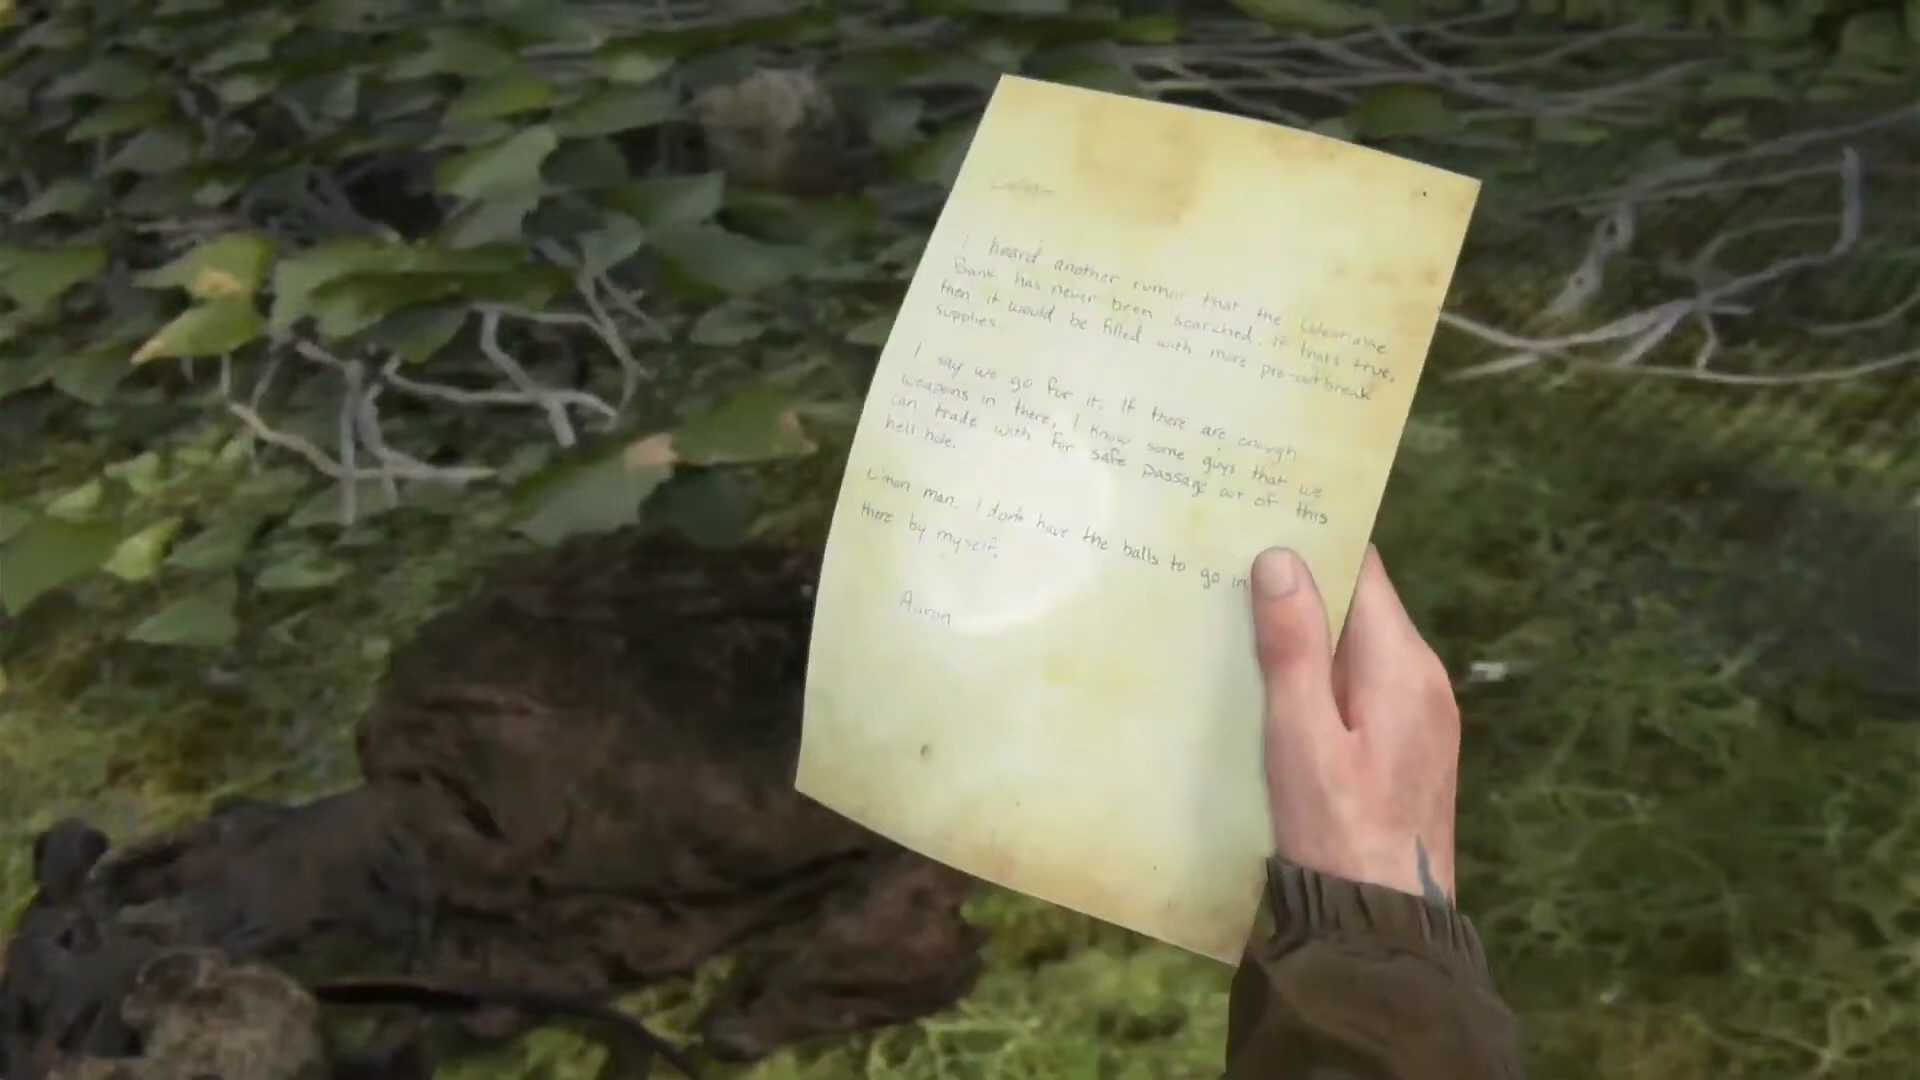 I heard another rumor that the
Bank has never been searched. If that's true,
then it would be filled with more pre-outbreak
supplies.
I say we go for it. If there are enough
weapons in there, I know some guys that we
can trade with for safe passage out of this
hell hole.
C'mon man. I don't have the balls to go in
there by myself.
Aaron